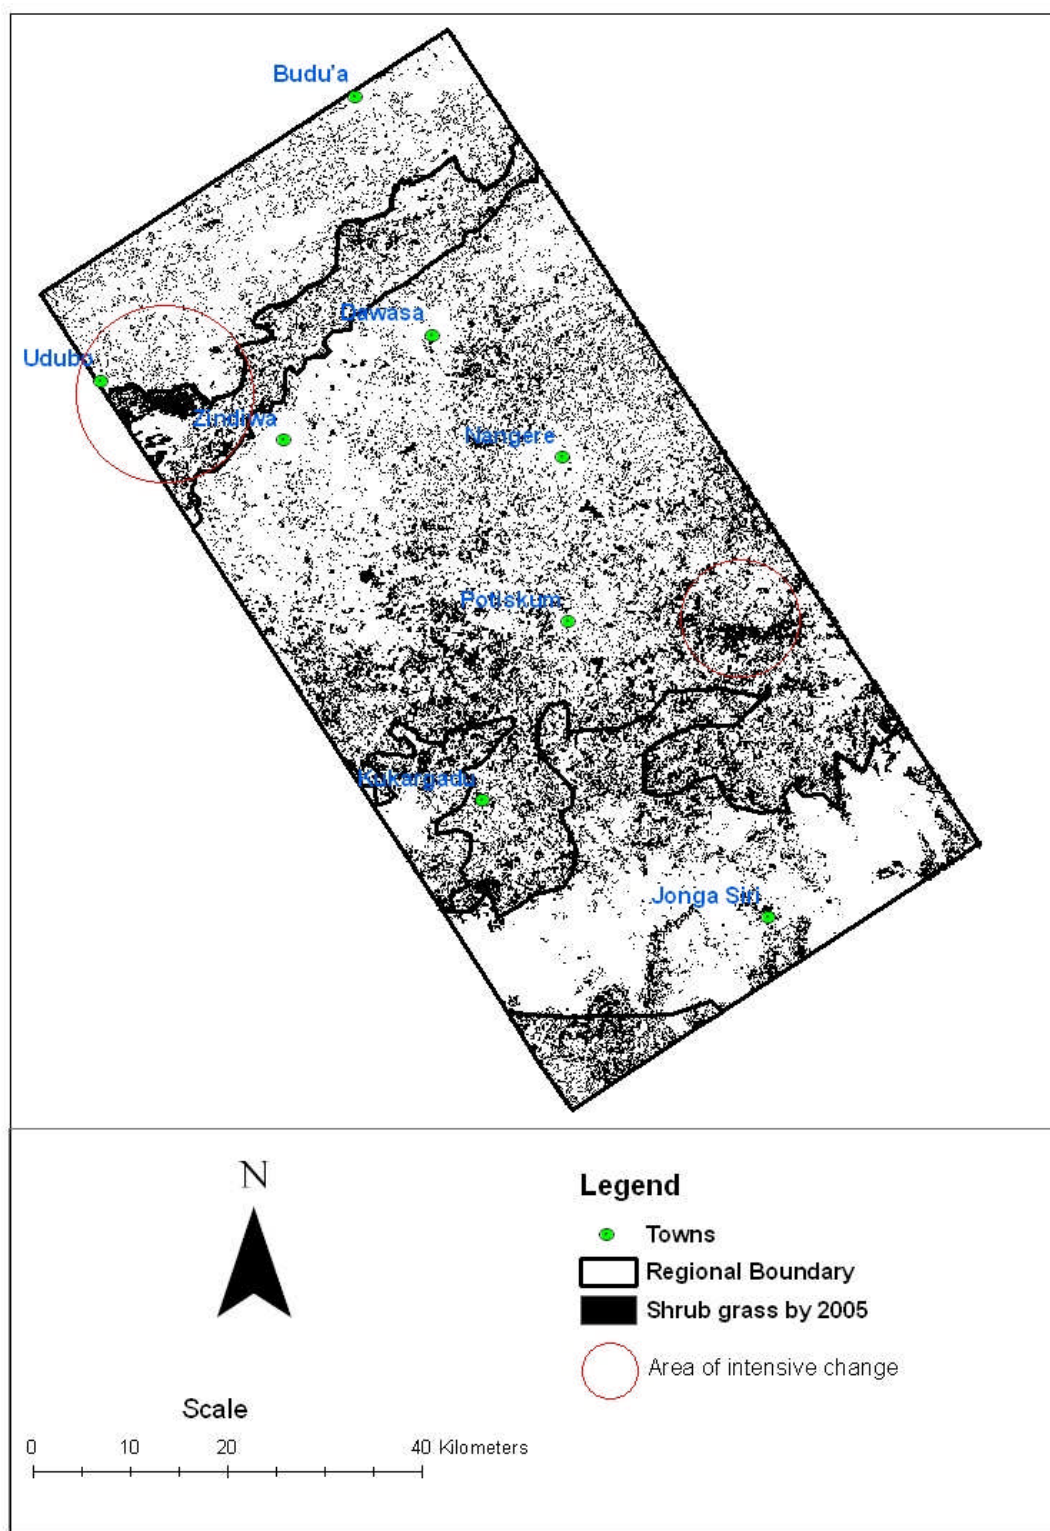 Budu'a
Dawasa
Udubo
Zindiwa
Nangere
Potiskum
Kukargadu
Jonga Siri
N
Legend
Towns
Regional Boundary
Shrub grass by 2005
Area of intensive change
Scale
0 10 20 40 Kilometers